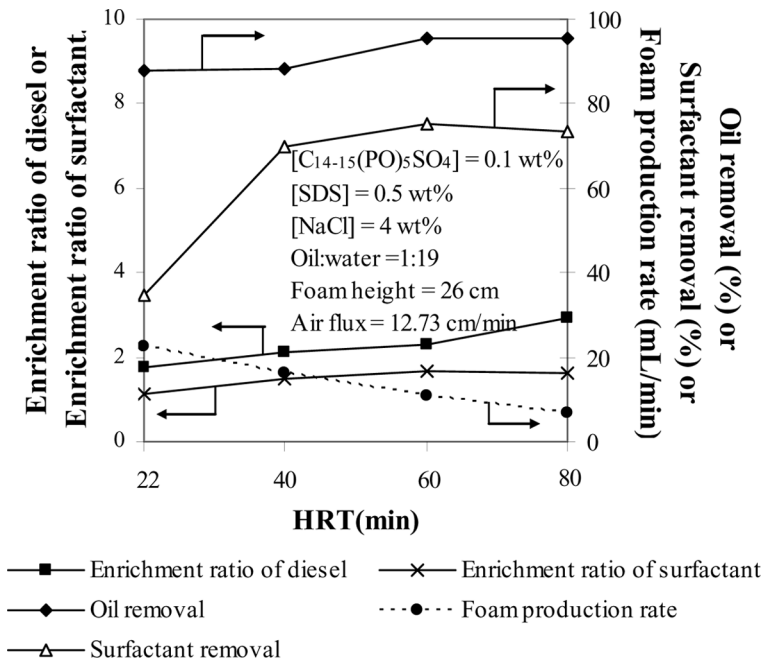 Enrichment ratio of diesel or
Enrichment ratio of surfactant.
10
8
6
4
2
0
100
80
60
40
20
0
Oil removal (%) or
Surfactant removal (%) or
Foam production rate (mL/min)
[C14-15(PO)5SO4] = 0.1 wt%
[SDS] = 0.5 wt%
[NaCl] = 4 wt%
Oil:water =1:19
Foam height = 26 cm
Air flux = 12.73 cm/min
22 40 60 80
HRT(min)
Enrichment ratio of diesel Enrichment ratio of surfactant
Oil removal Foam production rate
Surfactant removal